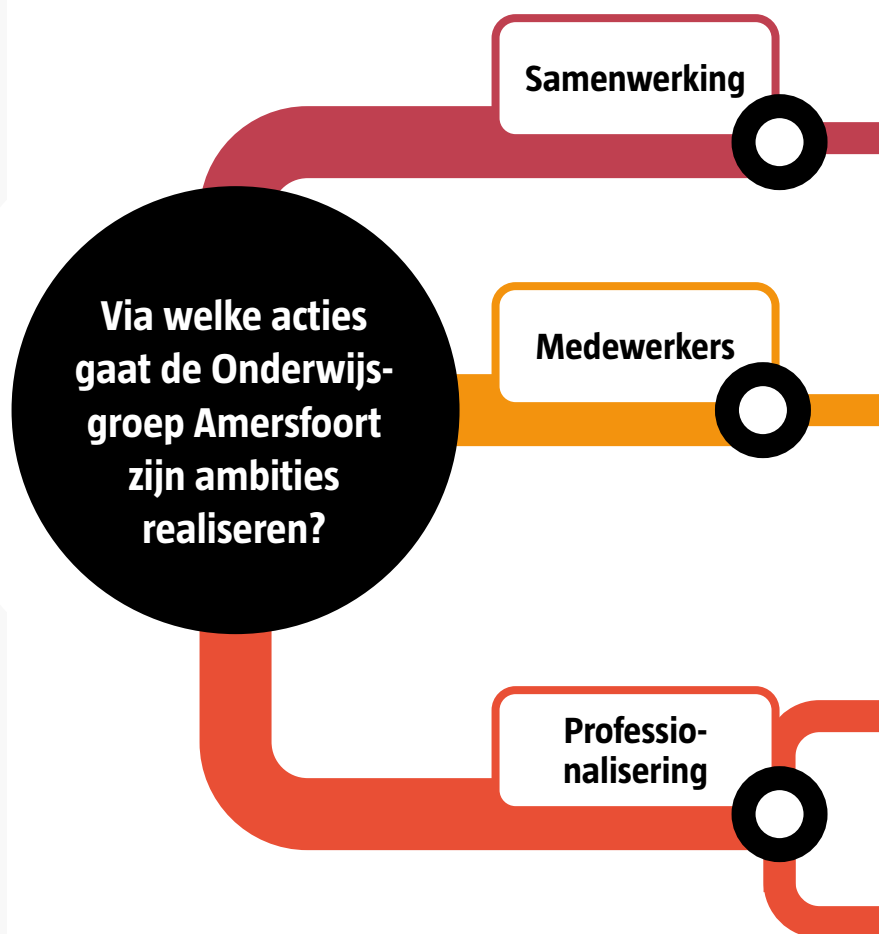 Samenwerking
Via welke acties
gaat de Onderwijs-
groep Amersfoort
zijn ambities
realiseren?
Medewerkers
Professio-
nalisering